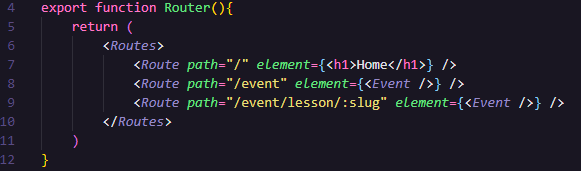 4 export function Router(){
5 return (
6 <Routes>
7 <Route path="/" element={<h1>Home</h1>} />
8 <Route path="/event" element={<Event />} />
9 <Route path="/event/lesson/:slug" element={<Event />} />
10 </Routes>
11 )
12 }